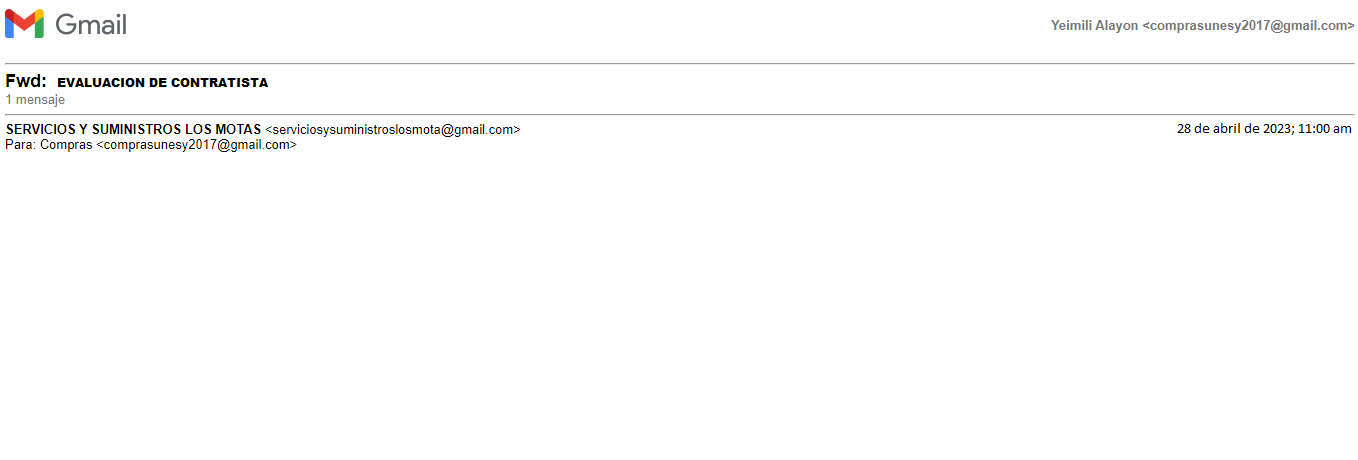 Gmail
Yeimili Alayon <comprasunesy2017@gmail.com>
Fwd: EVALUACION DE CONTRATISTA
1 mensaje
SERVICIOS Y SUMINISTROS LOS MOTAS <serviciosysuministroslosmota@gmail.com>
28 de abril de 2023; 11:00 am
Para: Compras <comprasunesy2017@gmail.com>